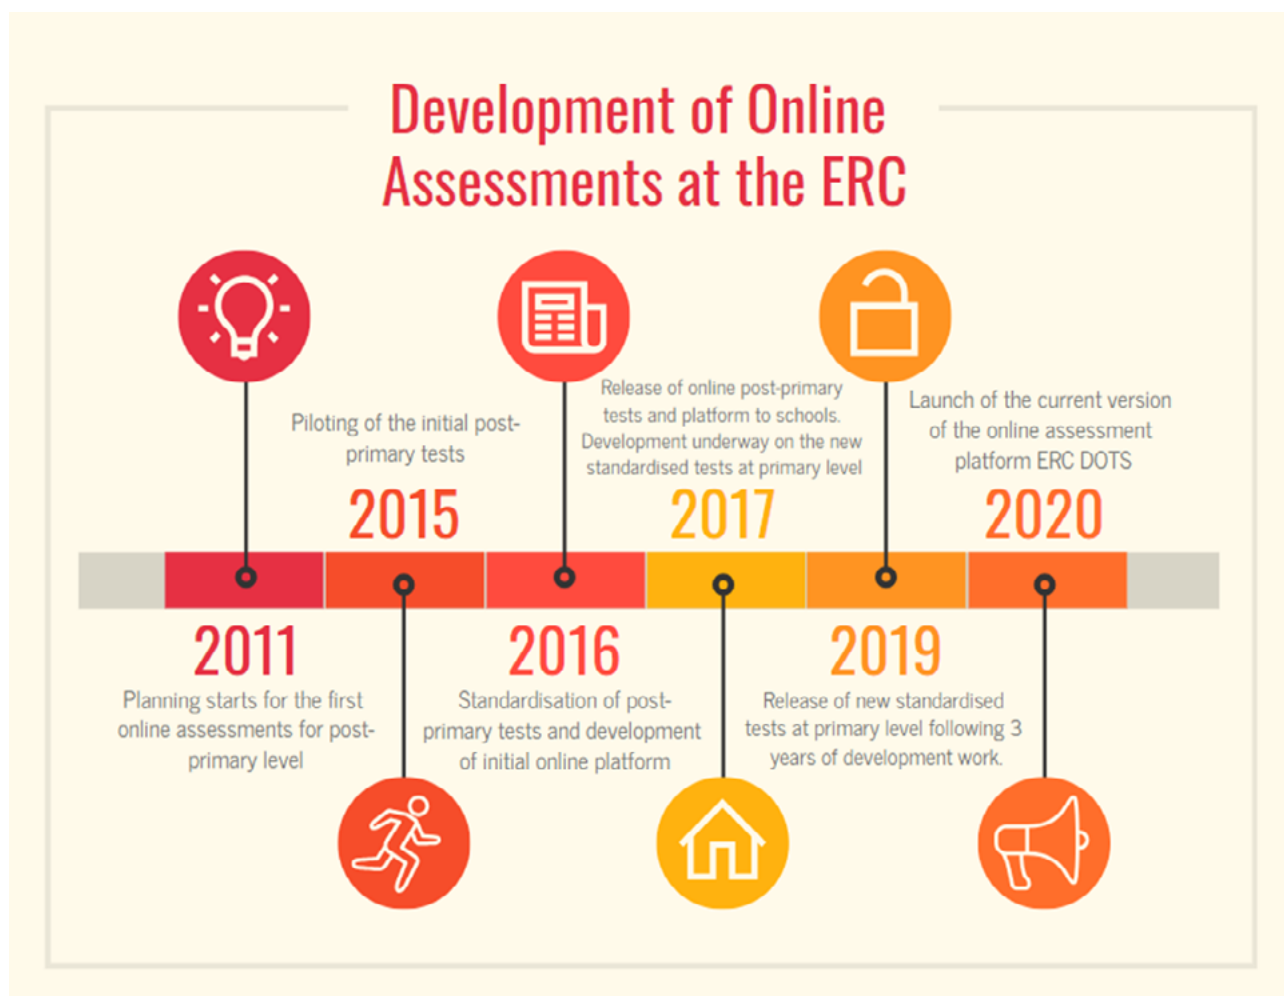 Development of Online
Assessments at the ERC
2011
Planning starts for the first
online assessments for post-
primary level
Piloting of the initial post-
primary tests
2015
2016
Standardisation of post-
primary tests and development
of initial online platform
Release of online post-primary
tests and platform to schools.
Development underway on the new
standardised tests at primary level
2017
2019
Release of new standardised
tests at primary level following 3
years of development work.
Launch of the current version
of the online assessment
platform ERC DOTS
2020